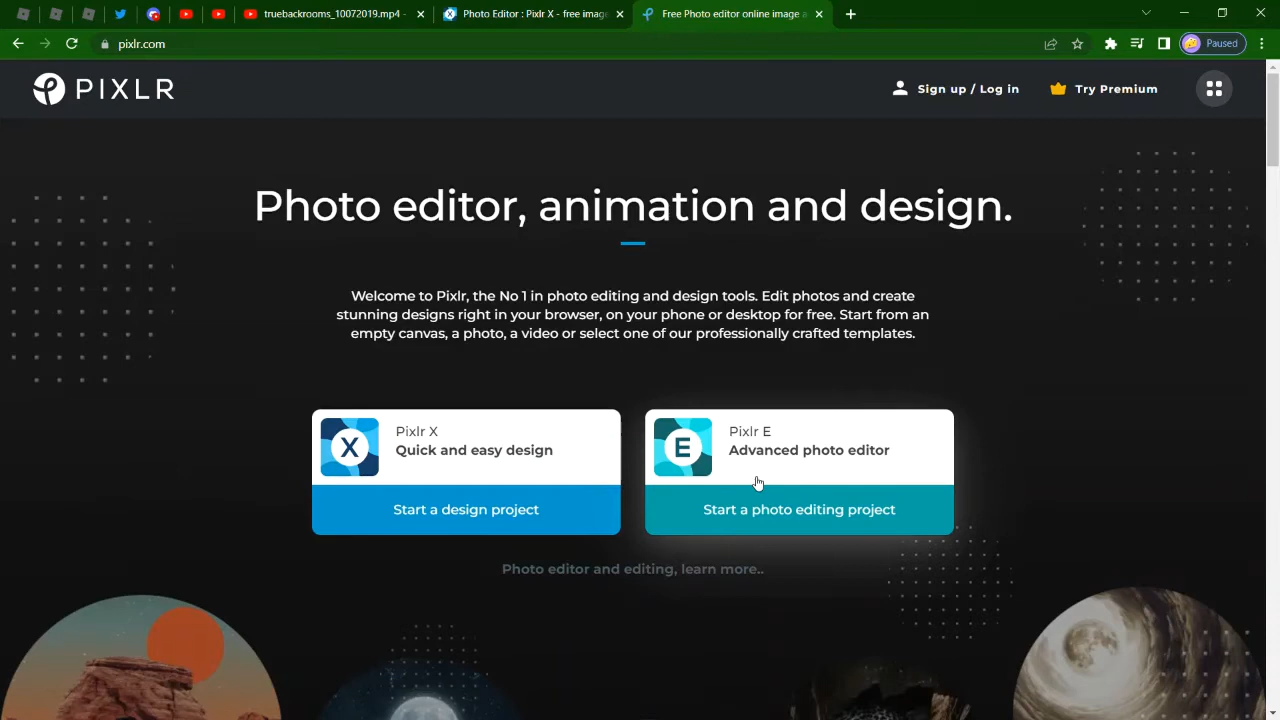 truebackrooms_10072019.mp4 -
Photo Editor : Pixlr X - free image
Free Photo editor online image a
pixlr.com
Paused
PIXLR
Sign up / Log in
Try Premium
Photo editor, animation and design.
Welcome to Pixlr, the No 1 in photo editing and design tools. Edit photos and create
stunning designs right in your browser, on your phone or desktop for free. Start from an
empty canvas, a photo, a video or select one of our professionally crafted templates.
X
Pixlr X
Quick and easy design
Start a design project
E
Pixlr E
Advanced photo editor
Start a photo editing project
Photo editor and editing, learn more..